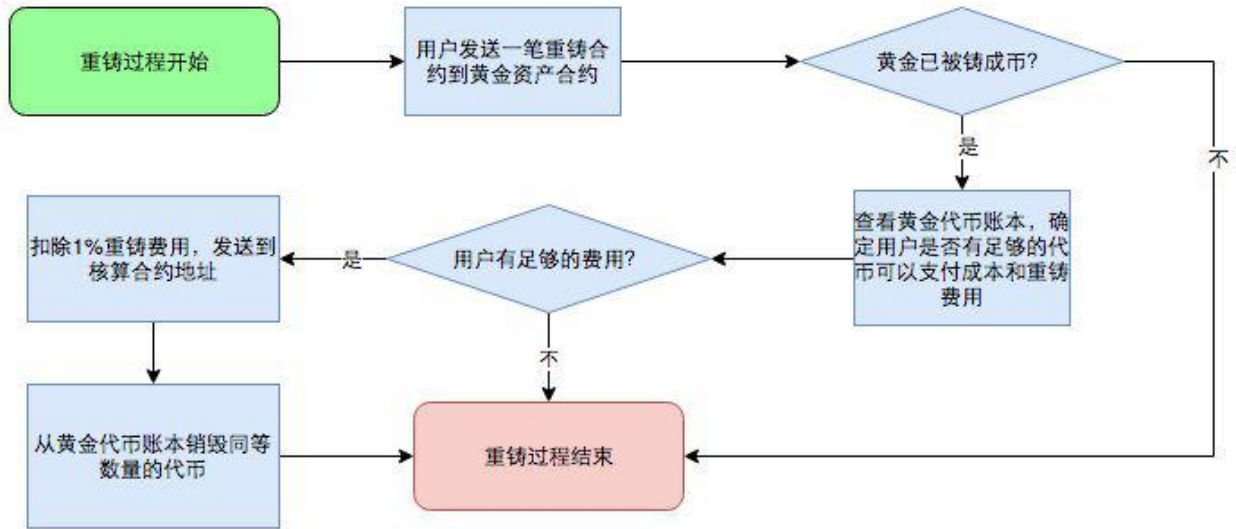 重铸过程开始
用户发送一笔重铸合
约到黄金资产合约
黄金已被铸成币?
是
不
查看黄金代币账本，确
定用户是否有足够的代
币可以支付成本和重铸
费用
用户有足够的费用?
是
不
扣除1%重铸费用，发送到
核算合约地址
从黄金代币账本销毁同等
数量的代币
重铸过程结束